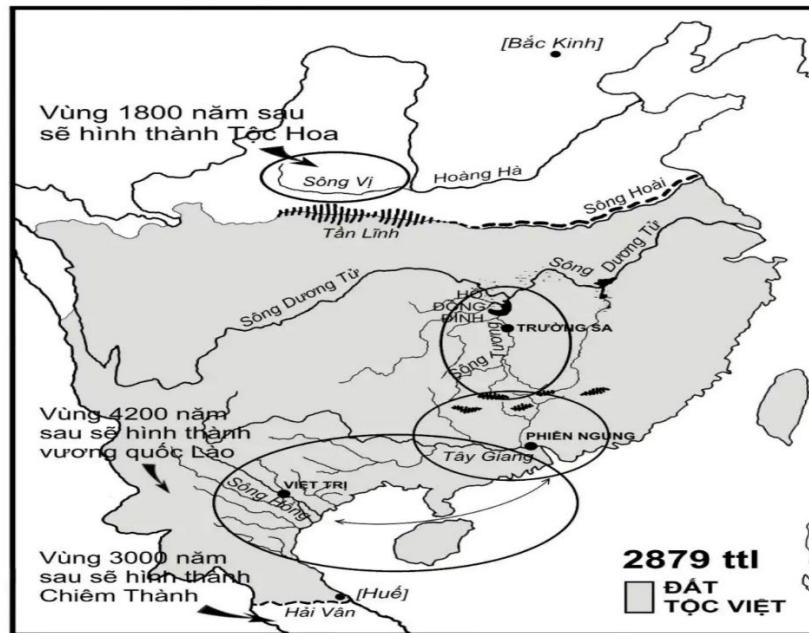 [Bắc Kinh]
Vùng 1800 năm sau
sẽ hình thành Tộc Hoa
Sông Vị
Hoàng Hà
Sông Hoài
Tần Lĩnh
Sông Dương Tử
Sông Dương Tử
HỒ
ĐỘNG
ĐÌNH
TRƯỜNG SA
Sông Tương
Vùng 4200 năm
sau sẽ hình thành
vương quốc Lào
PHIÊN NGUNG
Tây Giang
VIỆT TRÌ
Sông Hồng
Vùng 3000 năm
sau sẽ hình thành
Chiêm Thành
[Huế]
Hải Vân
2879 ttl
ĐẤT
TỘC VIỆT